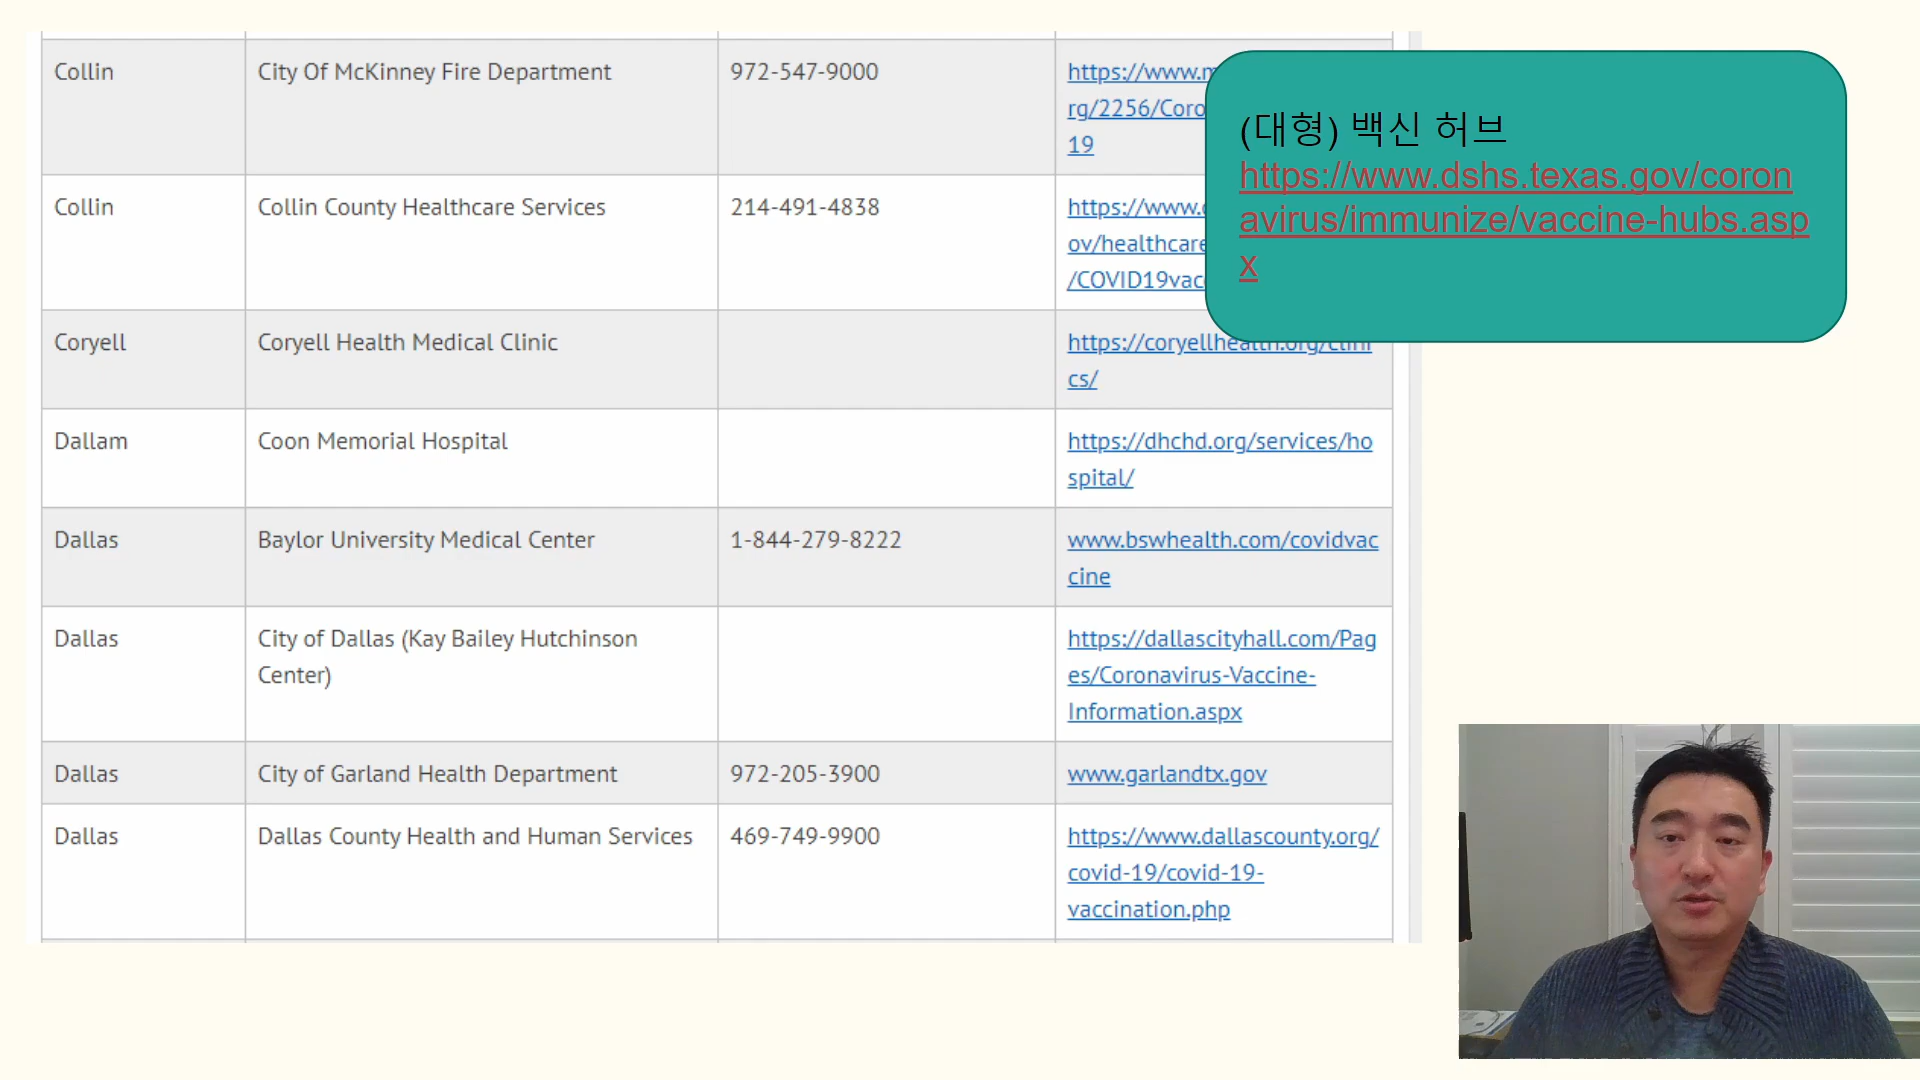 Collin City Of McKinney Fire Department 972-547-9000 https://www.m
rg/2256/Coro
19
Collin Collin County Healthcare Services 214-491-4838 https://www.
ov/healthcare
/COVID19vac
Coryell Coryell Health Medical Clinic https://coryellhealth.org/clini
cs/
Dallam Coon Memorial Hospital https://dhchd.org/services/ho
spital/
Dallas Baylor University Medical Center 1-844-279-8222 www.bswhealth.com/covidvac
cine
Dallas City of Dallas (Kay Bailey Hutchinson https://dallascityhall.com/Pag
Center) es/Coronavirus-Vaccine-
Information.aspx
Dallas City of Garland Health Department 972-205-3900 www.garlandtx.gov
Dallas Dallas County Health and Human Services 469-749-9900 https://www.dallascounty.org/
covid-19/covid-19-
vaccination.php
(대형) 백신 허브
https://www.dshs.texas.gov/coron
avirus/immunize/vaccine-hubs.asp
x